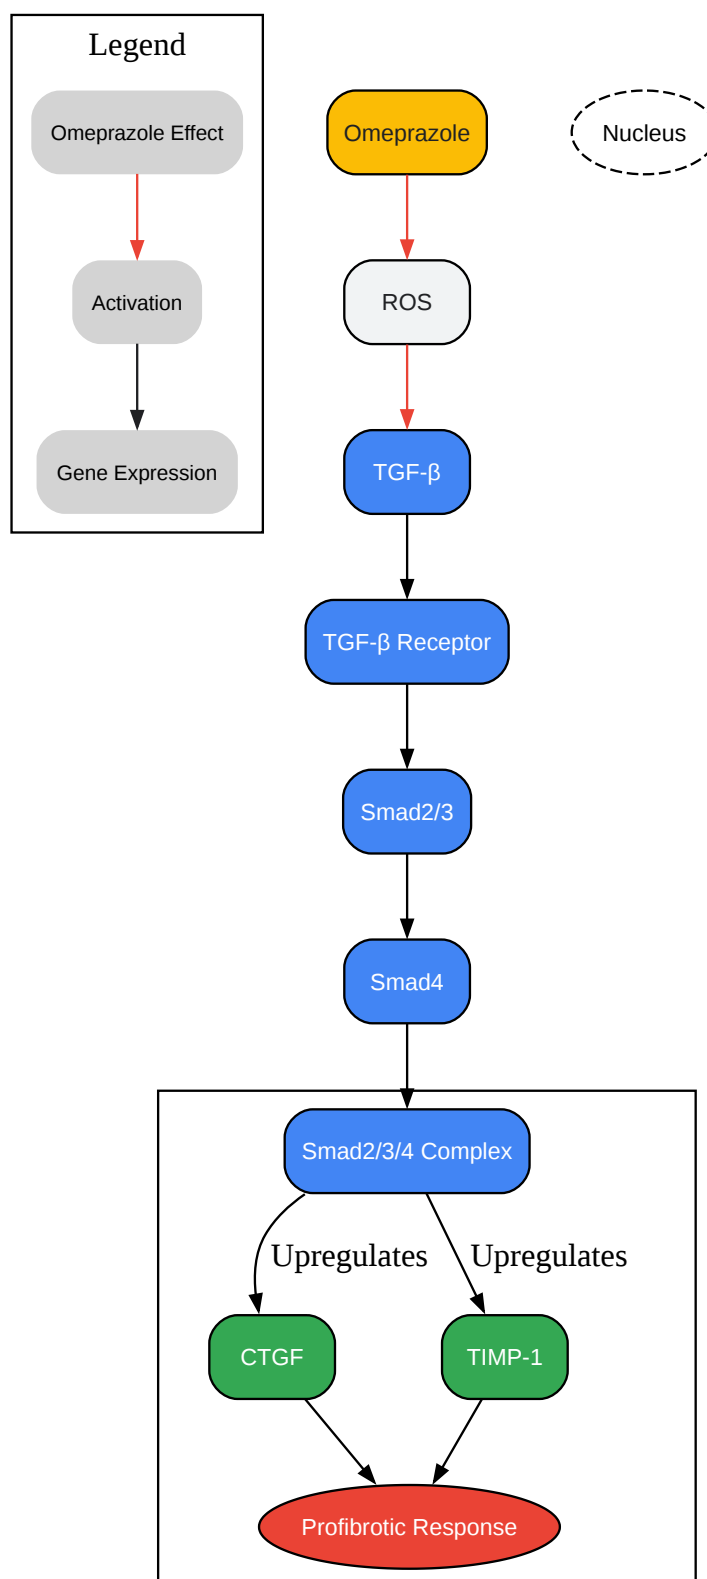 Legend
Omeprazole Effect
Activation
Gene Expression
Omeprazole
Nucleus
ROS
TGF-β
TGF-β Receptor
Smad2/3
Smad4
Smad2/3/4 Complex
Upregulates
Upregulates
CTGF
TIMP-1
Profibrotic Response